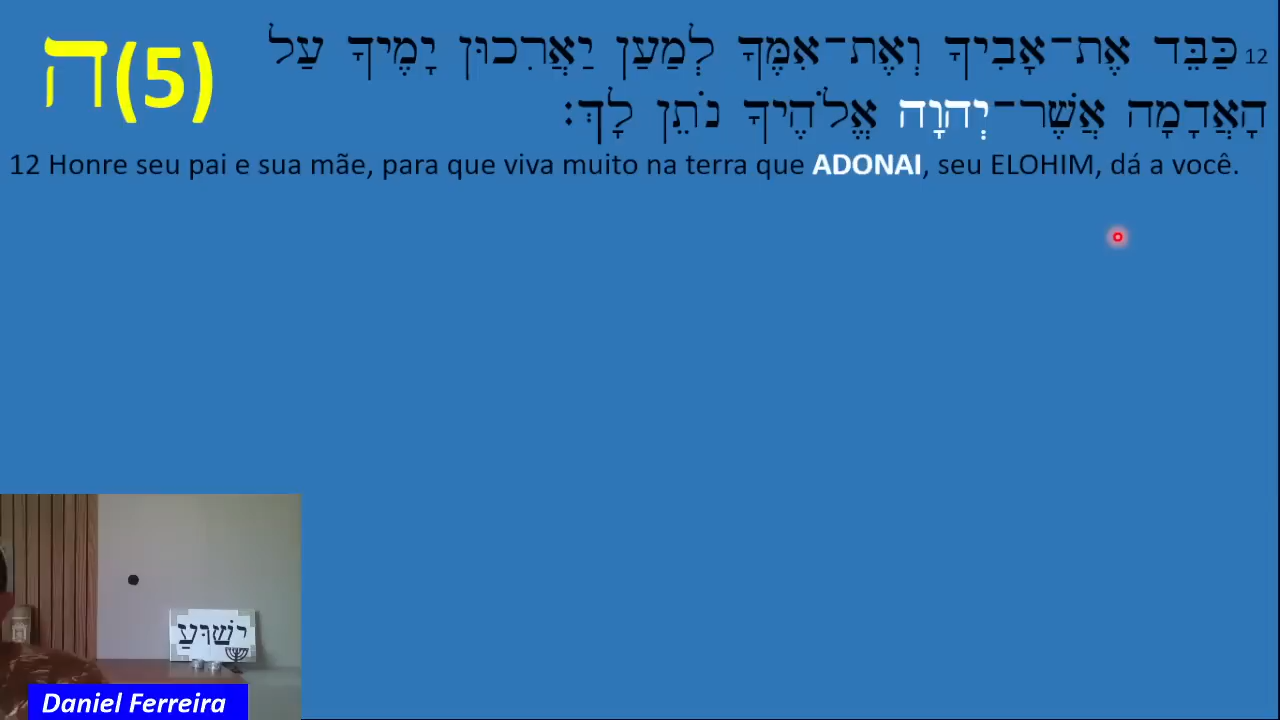 ה(5)
12 כַּבֵּד אֶת־אָבִיךָ וְאֶת־אִמֶּךָ לְמַעַן יַאֲרִכוּן יָמֶיךָ עַל
הָאֲדָמָה אֲשֶׁר־יְהוָה אֱלֹהֶיךָ נֹתֵן לָךְ׃
12 Honre seu pai e sua mãe, para que viva muito na terra que ADONAI, seu ELOHIM, dá a você.
ישׁוּעַ
Daniel Ferreira